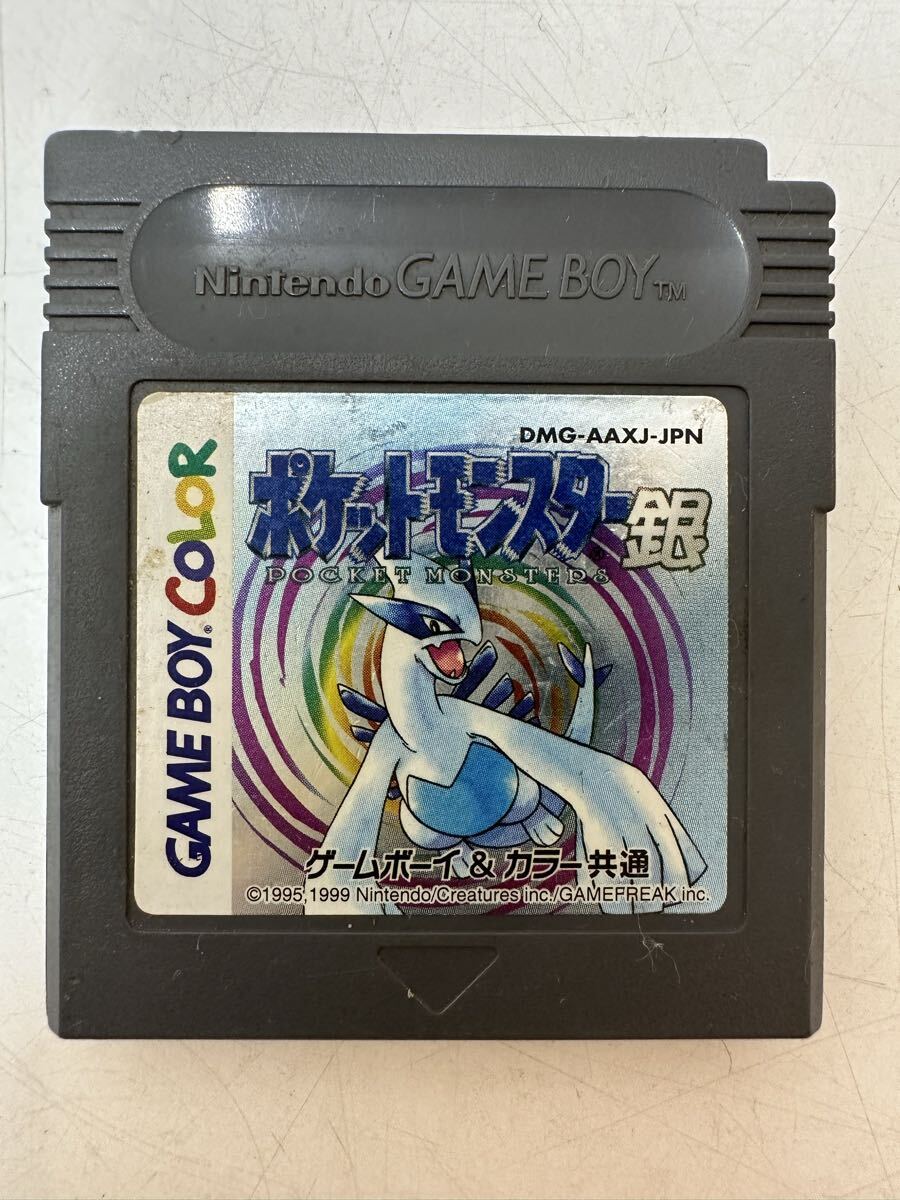 Nintendo GAME BOY™
DMG-AAXJ-JPN
ポケットモンスター銀
POCKET MONSTERS
GAME BOY® COLOR
ゲームボーイ & カラー共通
©1995,1999 Nintendo/Creatures inc./GAMEFREAK inc.